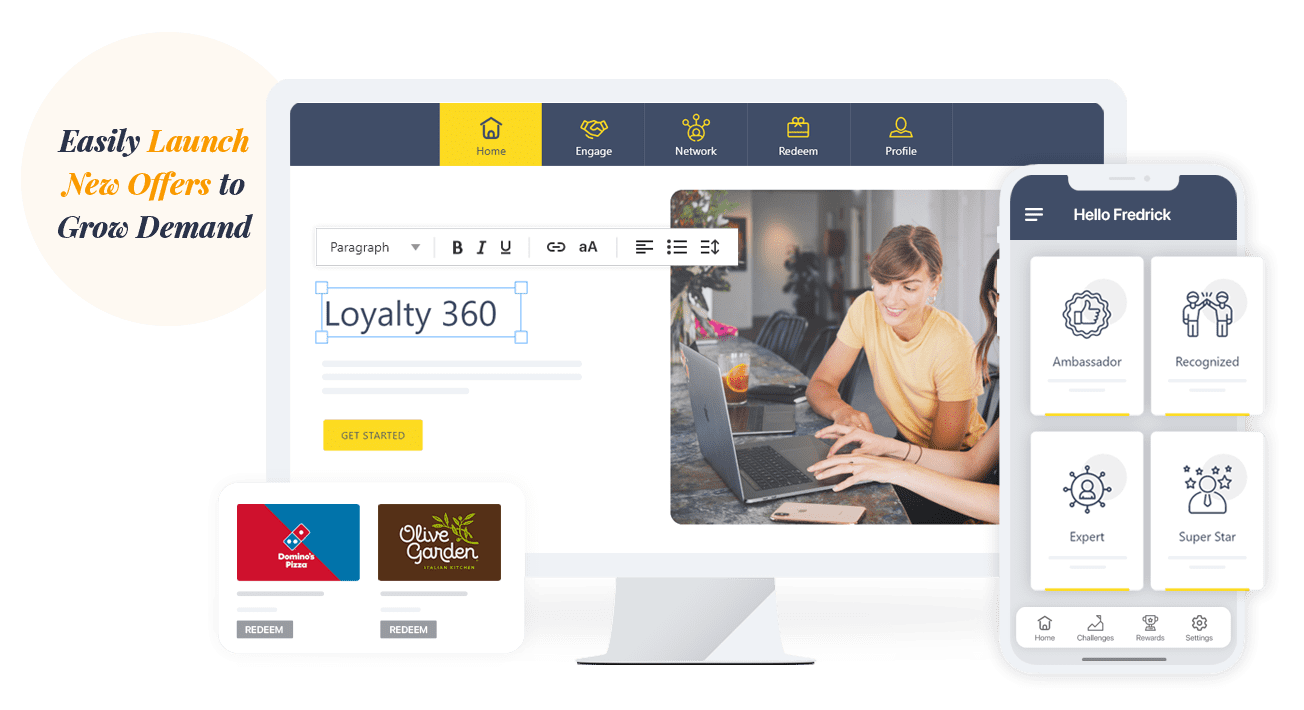 Easily Launch
New Offers to
Grow Demand
Home
Engage
Network
Redeem
Profile
Paragraph
B I U
aA
Loyalty 360
GET STARTED
Domino's
Pizza
REDEEM
Olive
Garden
ITALIAN KITCHEN
REDEEM
Hello Fredrick
Ambassador
Recognized
Expert
Super Star
Home
Challenges
Rewards
Settings